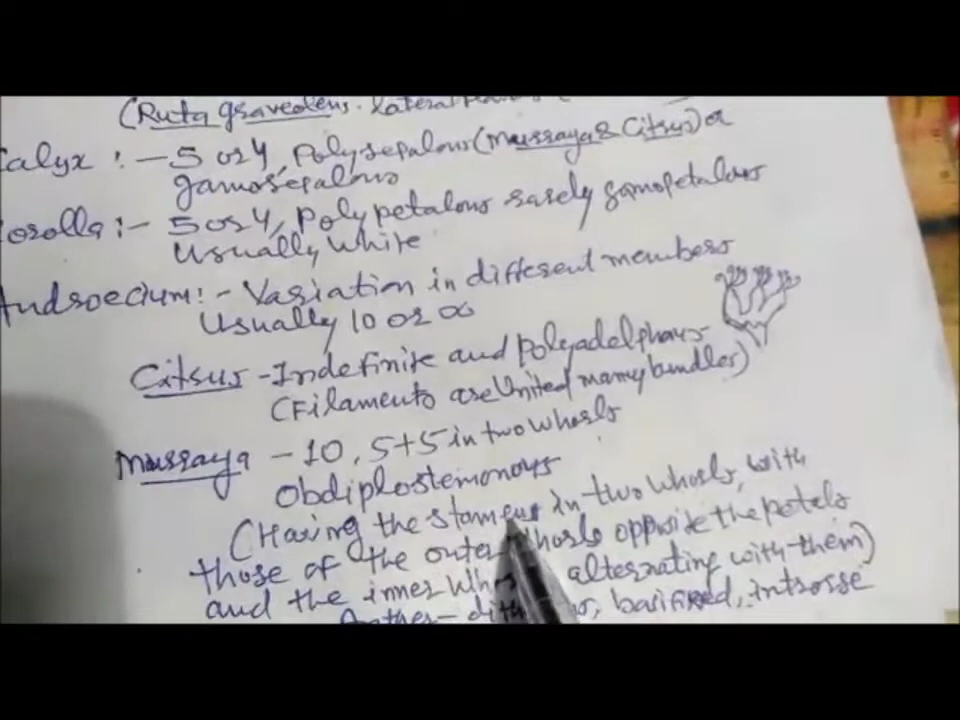 (Ruta graveolens. lateral
Calyx :- 5 or 4, Polysepalous (Murraya & Citrus) or
gamosepalous
Corolla :- 5 or 4, Polypetalous rarely gamopetalous
Usually White
Androecium :- Variation in different members
Usually 10 or ∞
Citrus - Indefinite and Polyadelphous
(Filaments are United many bundles)
Murraya - 10, 5+5 in two whorls
Obdiplostemonous
(Having the stamens in two whorls, with
those of the outer whorls opposite the petals
and the inner alternating with them)
Anther - basifixed, introrse